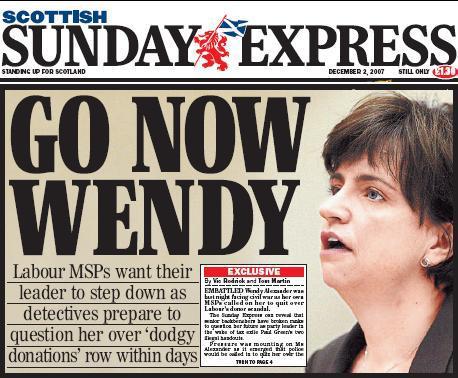 SCOTTISH
SUNDAY EXPRESS
STANDING UP FOR SCOTLAND
DECEMBER 2, 2007
STILL ONLY £1.30
GO NOW
WENDY
Labour MSPs want their
leader to step down as
detectives prepare to
question her over ‘dodgy
donations’ row within days
EXCLUSIVE
By Vic Rodrick and Tom Martin
EMBATTLED Wendy Alexander was
last night facing civil war as her own
MSPs called on her to quit over
Labour's donor scandal.
The Sunday Express can reveal that
senior backbenchers have broken ranks
to question her future as party leader in
the wake of tax exile Paul Green's two
illegal handouts.
Pressure was mounting on Ms
Alexander as it emerged that police
would be called in to quiz her over the
TURN TO PAGE 4